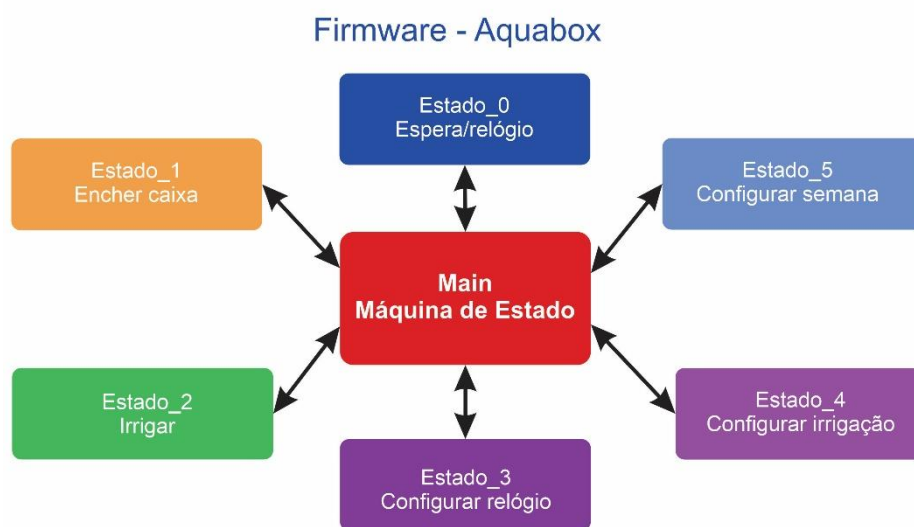 Firmware - Aquabox
Estado_0
Espera/relógio
Estado_1
Encher caixa
Estado_5
Configurar semana
Main
Máquina de Estado
Estado_2
Irrigar
Estado_4
Configurar irrigação
Estado_3
Configurar relógio